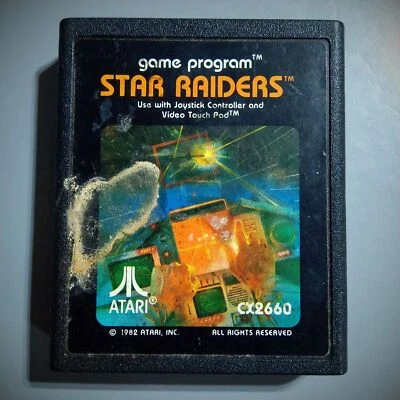 game program™
STAR RAIDERS™
Use with Joystick Controller and
Video Touch Pad™
ATARI®
CX2660
© 1982 ATARI, INC.
ALL RIGHTS RESERVED